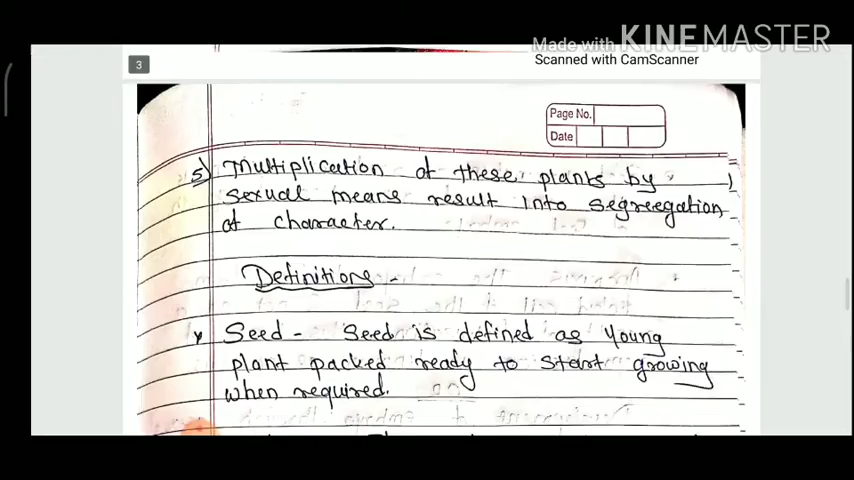 Made with KINEMASTER
3
Scanned with CamScanner
Page No.
Date
5) Multiplication of these plants by
sexual means result into segreegation
of character.
Definitions -
Seed - Seed is defined as young
plant packed ready to start growing
when required.